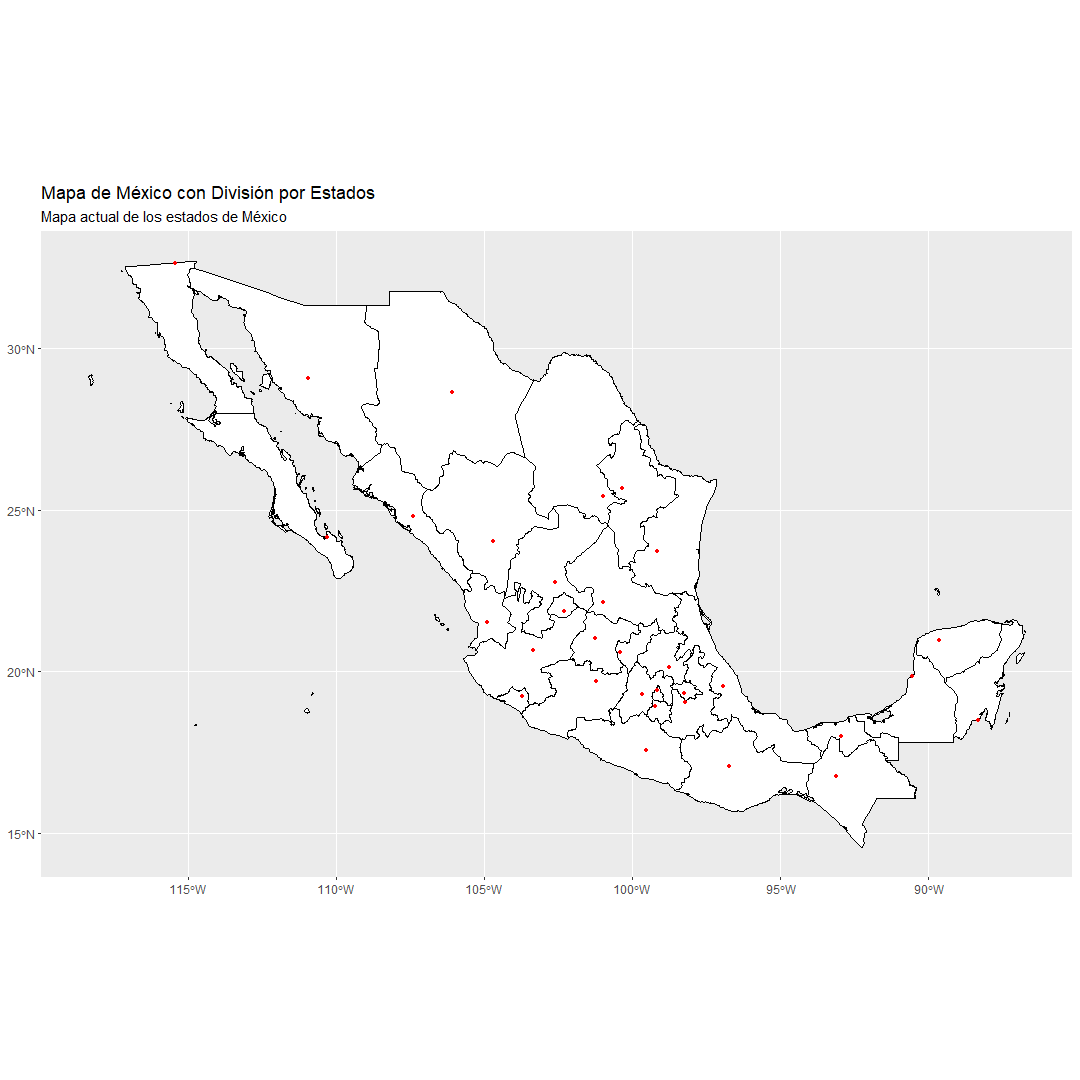 Mapa de México con División por Estados
Mapa actual de los estados de México
30°N
25°N
20°N
15°N
115°W
110°W
105°W
100°W
95°W
90°W